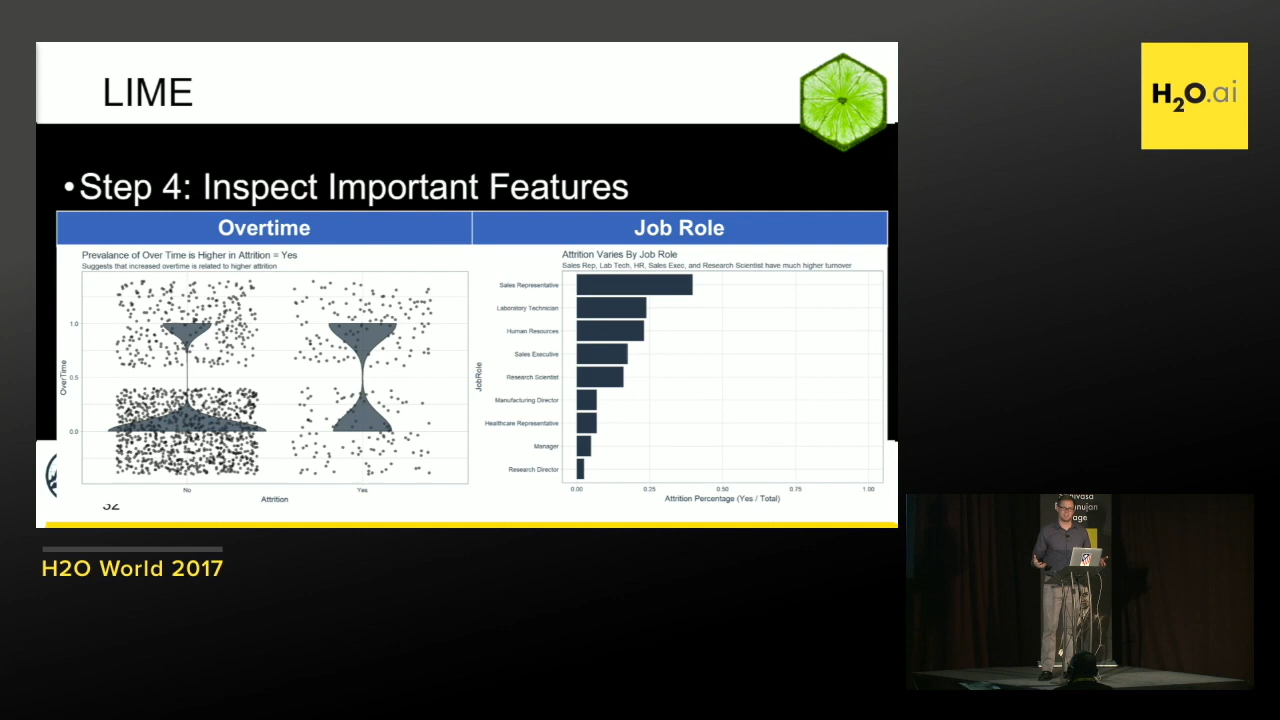 LIME
H2O.ai
•Step 4: Inspect Important Features
Overtime
Job Role
Prevalance of Over Time is Higher in Attrition = Yes
Suggests that increased overtime is related to higher attrition
OverTime
1.0
0.5
0.0
No
Yes
Attrition
Attrition Varies By Job Role
Sales Rep, Lab Tech, HR, Sales Exec, and Research Scientist have much higher turnover
JobRole
Sales Representative
Laboratory Technician
Human Resources
Sales Executive
Research Scientist
Manufacturing Director
Healthcare Representative
Manager
Research Director
0.00
0.25
0.50
0.75
1.00
Attrition Percentage (Yes / Total)
H2O World 2017